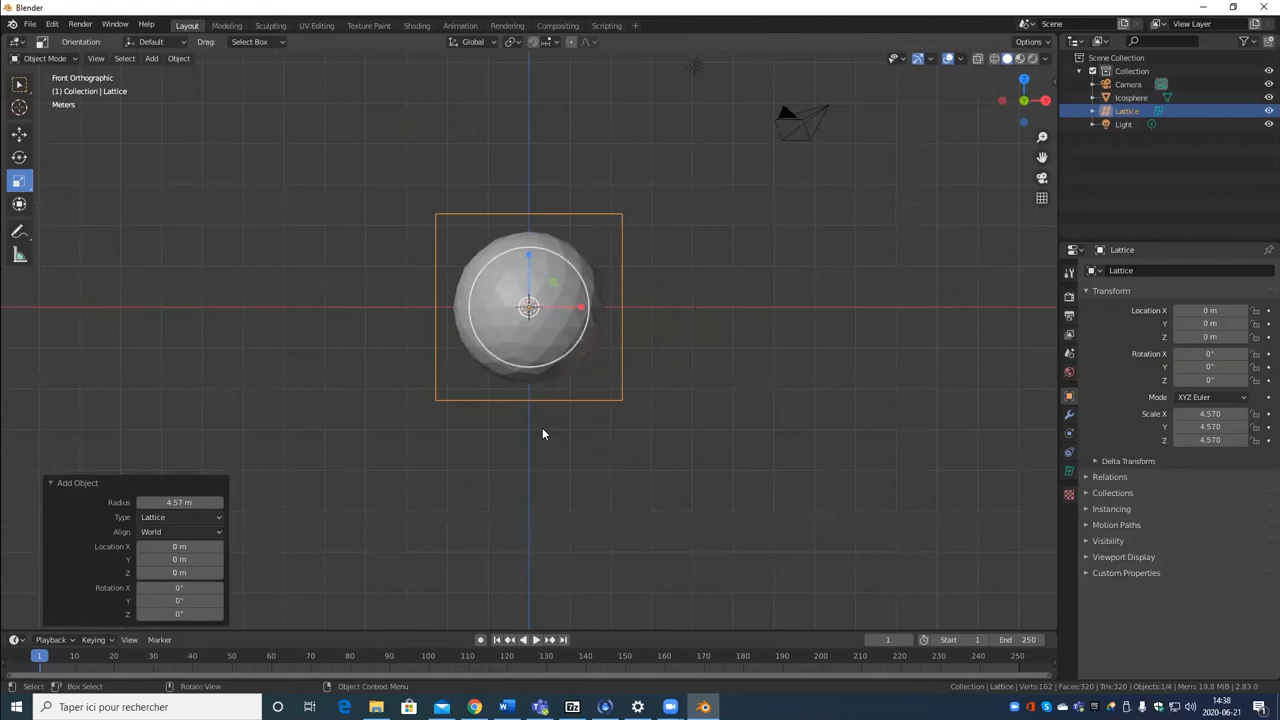 Blender
File Edit Render Window Help Layout Modeling Sculpting UV Editing Texture Paint Shading Animation Rendering Compositing Scripting Scene View Layer
Orientation: Default Drag: Select Box Global Options
Object Mode View Select Add Object
Front Orthographic
(1) Collection | Lattice
Meters
Scene Collection
Collection
Camera
Icosphere
Lattice
Light
Lattice
Lattice
Transform
Location X 0 m
Y 0 m
Z 0 m
Rotation X 0°
Y 0°
Z 0°
Mode XYZ Euler
Scale X 4.570
Y 4.570
Z 4.570
Delta Transform
Relations
Collections
Instancing
Motion Paths
Visibility
Viewport Display
Custom Properties
Add Object
Radius 4.57 m
Type Lattice
Align World
Location X 0 m
Y 0 m
Z 0 m
Rotation X 0°
Y 0°
Z 0°
Playback Keying View Marker 1 Start 1 End 250
1 10 20 30 40 50 60 70 80 90 100 110 120 130 140 150 160 170 180 190 200 210 220 230 240 250
Select Box Select Rotate View Object Context Menu Collection | Lattice | Verts:162 | Faces:320 | Tris:320 | Objects:1/4 | Mem: 19.8 MiB | 2.83.0
Taper ici pour rechercher
14:38
2020-06-21